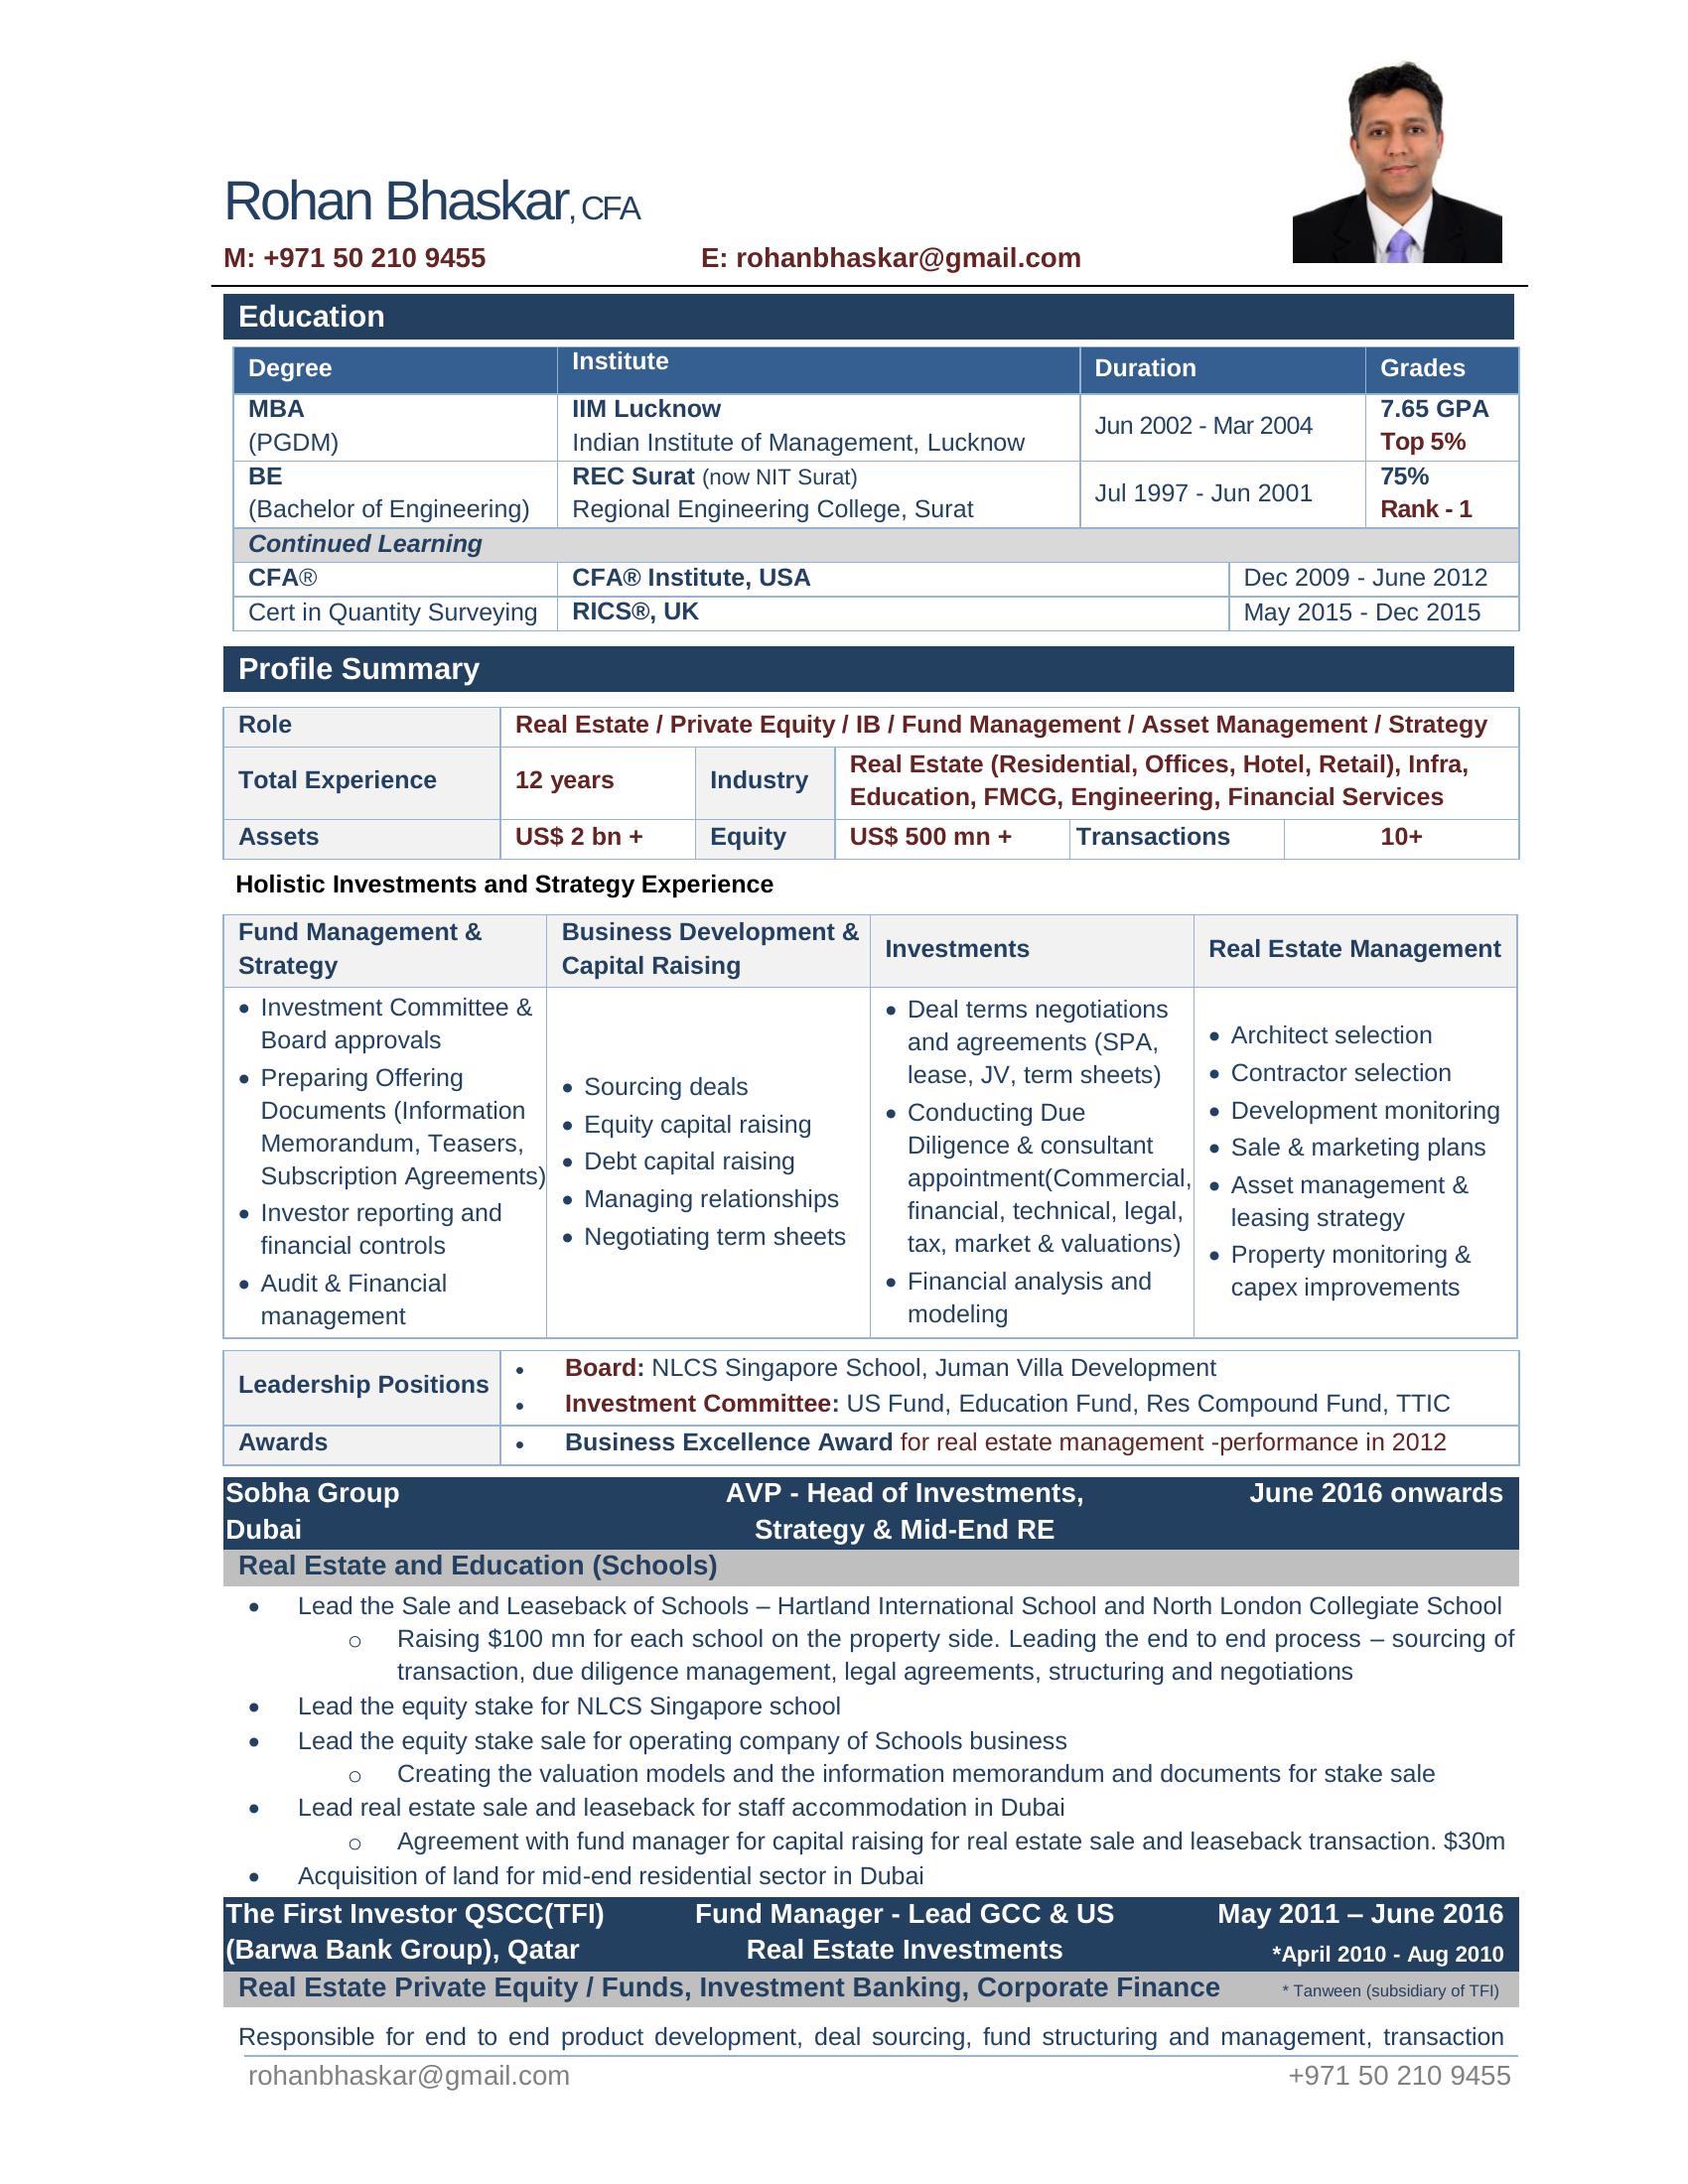 Rohan Bhaskar, CFA
M: +971 50 210 9455 E: rohanbhaskar@gmail.com
Education
Degree Institute Duration Grades
MBA IIM Lucknow Jun 2002 - Mar 2004 7.65 GPA
(PGDM) Indian Institute of Management, Lucknow Top 5%
BE REC Surat (now NIT Surat) Jul 1997 - Jun 2001 75%
(Bachelor of Engineering) Regional Engineering College, Surat Rank - 1
Continued Learning
CFA® CFA® Institute, USA Dec 2009 - June 2012
Cert in Quantity Surveying RICS®, UK May 2015 - Dec 2015
Profile Summary
Role Real Estate / Private Equity / IB / Fund Management / Asset Management / Strategy
Total Experience 12 years Industry Real Estate (Residential, Offices, Hotel, Retail), Infra,
Education, FMCG, Engineering, Financial Services
Assets US$ 2 bn + Equity US$ 500 mn + Transactions 10+
Holistic Investments and Strategy Experience
Fund Management &
Strategy
Business Development &
Capital Raising
Investments
Real Estate Management
• Investment Committee &
Board approvals
• Preparing Offering
Documents (Information
Memorandum, Teasers,
Subscription Agreements)
• Investor reporting and
financial controls
• Audit & Financial
management
• Sourcing deals
• Equity capital raising
• Debt capital raising
• Managing relationships
• Negotiating term sheets
• Deal terms negotiations
and agreements (SPA,
lease, JV, term sheets)
• Conducting Due
Diligence & consultant
appointment(Commercial,
financial, technical, legal,
tax, market & valuations)
• Financial analysis and
modeling
• Architect selection
• Contractor selection
• Development monitoring
• Sale & marketing plans
• Asset management &
leasing strategy
• Property monitoring &
capex improvements
Leadership Positions
• Board: NLCS Singapore School, Juman Villa Development
• Investment Committee: US Fund, Education Fund, Res Compound Fund, TTIC
Awards • Business Excellence Award for real estate management -performance in 2012
Sobha Group AVP - Head of Investments, June 2016 onwards
Dubai Strategy & Mid-End RE
Real Estate and Education (Schools)
• Lead the Sale and Leaseback of Schools – Hartland International School and North London Collegiate School
o Raising $100 mn for each school on the property side. Leading the end to end process – sourcing of
transaction, due diligence management, legal agreements, structuring and negotiations
• Lead the equity stake for NLCS Singapore school
• Lead the equity stake sale for operating company of Schools business
o Creating the valuation models and the information memorandum and documents for stake sale
• Lead real estate sale and leaseback for staff accommodation in Dubai
o Agreement with fund manager for capital raising for real estate sale and leaseback transaction. $30m
• Acquisition of land for mid-end residential sector in Dubai
The First Investor QSCC(TFI) Fund Manager - Lead GCC & US May 2011 – June 2016
(Barwa Bank Group), Qatar Real Estate Investments *April 2010 - Aug 2010
Real Estate Private Equity / Funds, Investment Banking, Corporate Finance * Tanween (subsidiary of TFI)
Responsible for end to end product development, deal sourcing, fund structuring and management, transaction
rohanbhaskar@gmail.com +971 50 210 9455